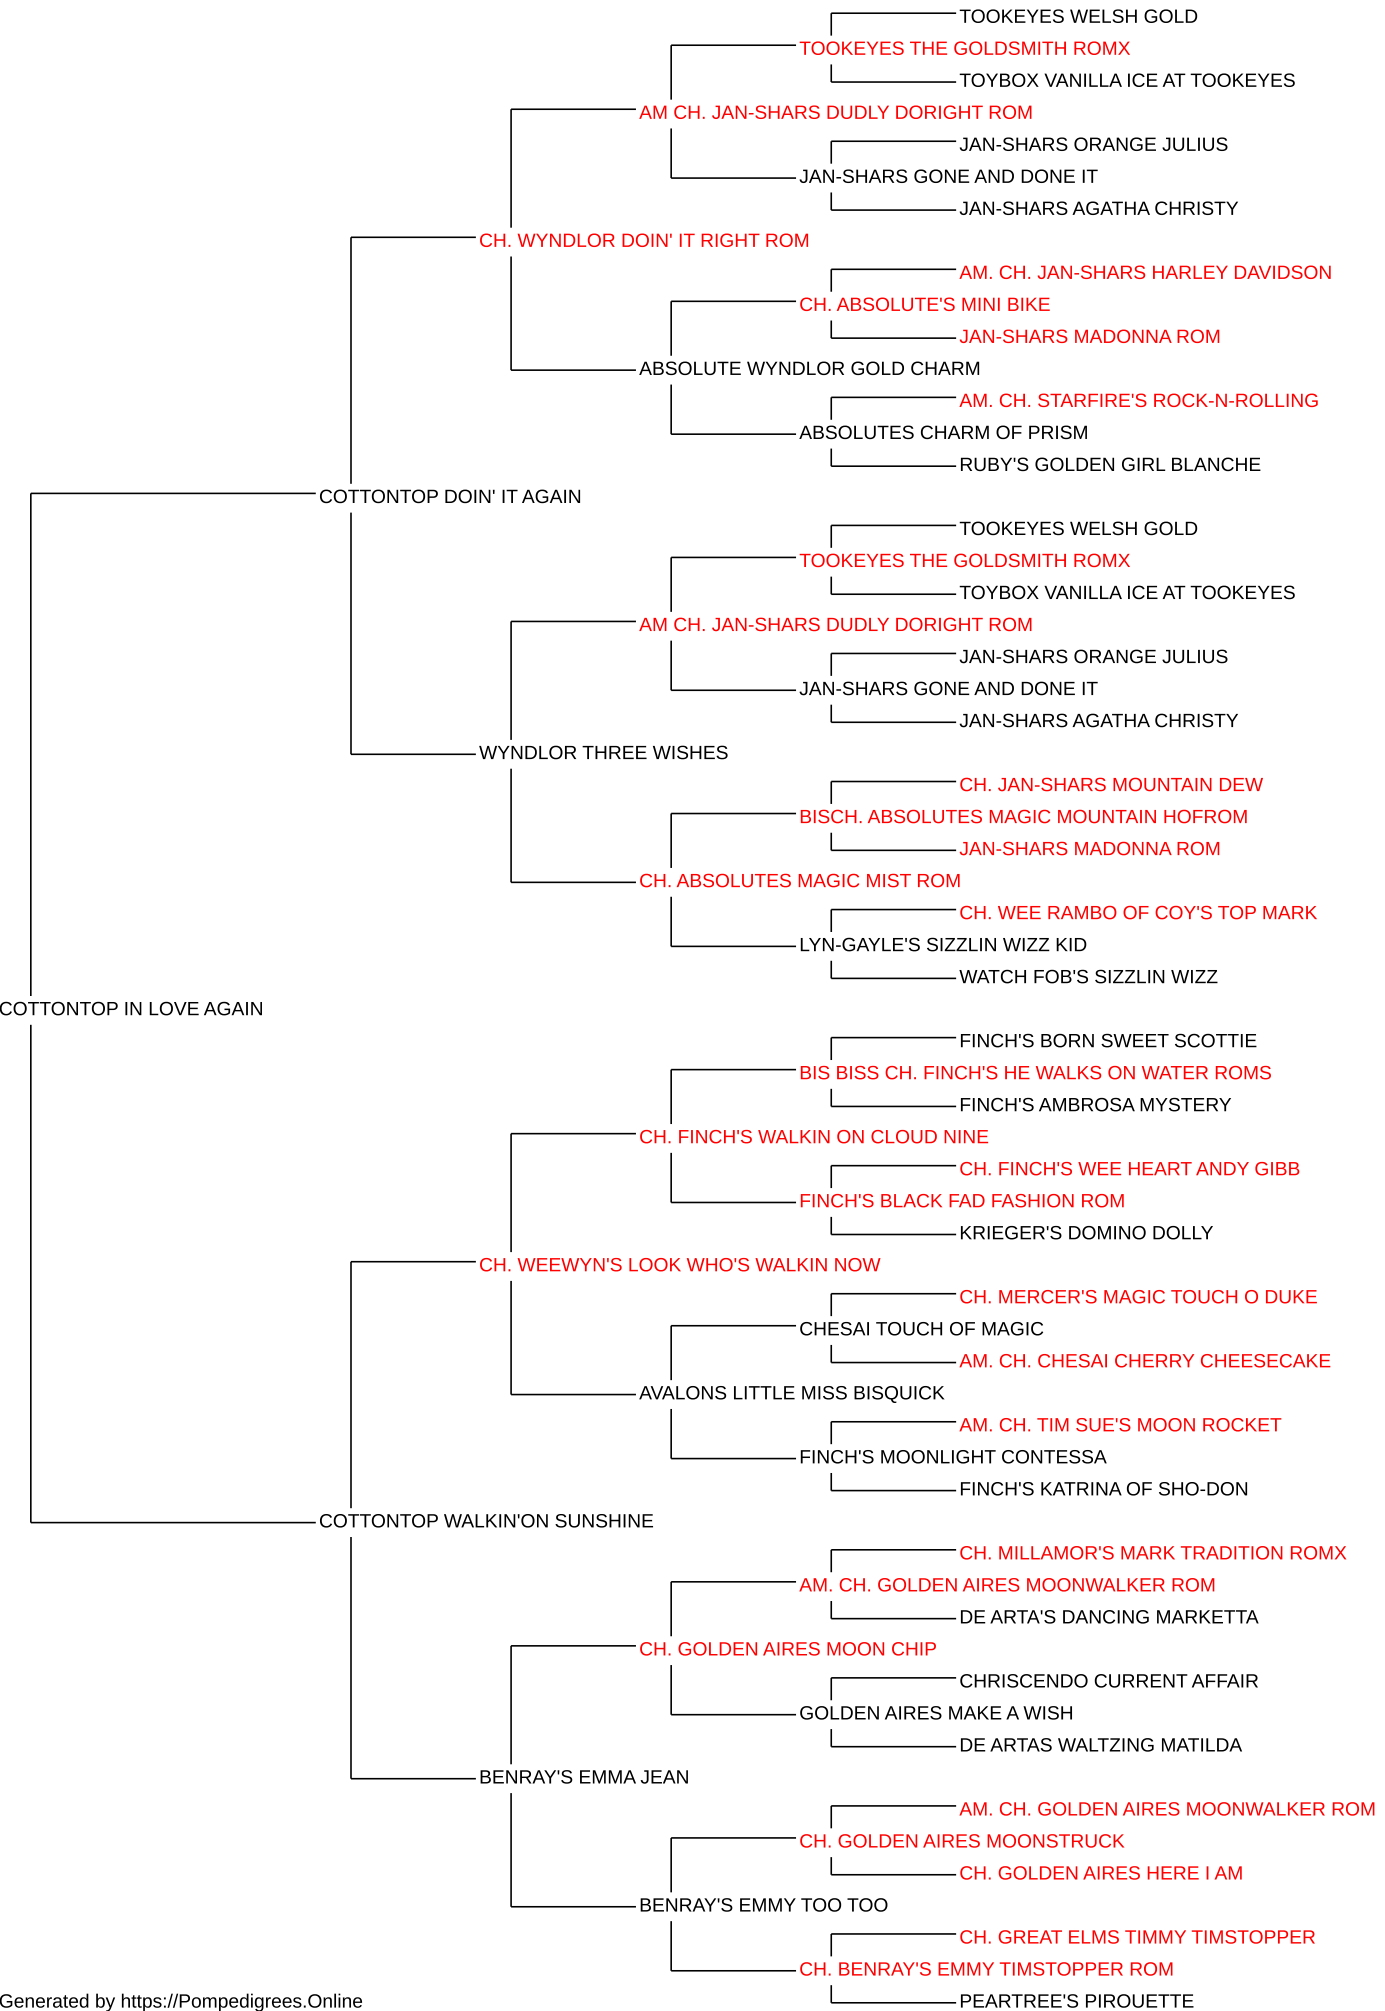 TOOKEYES WELSH GOLD
TOOKEYES THE GOLDSMITH ROMX
TOYBOX VANILLA ICE AT TOOKEYES
AM CH. JAN-SHARS DUDLY DORIGHT ROM
JAN-SHARS ORANGE JULIUS
JAN-SHARS GONE AND DONE IT
JAN-SHARS AGATHA CHRISTY
CH. WYNDLOR DOIN' IT RIGHT ROM
AM. CH. JAN-SHARS HARLEY DAVIDSON
CH. ABSOLUTE'S MINI BIKE
JAN-SHARS MADONNA ROM
ABSOLUTE WYNDLOR GOLD CHARM
AM. CH. STARFIRE'S ROCK-N-ROLLING
ABSOLUTES CHARM OF PRISM
RUBY'S GOLDEN GIRL BLANCHE
COTTONTOP DOIN' IT AGAIN
TOOKEYES WELSH GOLD
TOOKEYES THE GOLDSMITH ROMX
TOYBOX VANILLA ICE AT TOOKEYES
AM CH. JAN-SHARS DUDLY DORIGHT ROM
JAN-SHARS ORANGE JULIUS
JAN-SHARS GONE AND DONE IT
JAN-SHARS AGATHA CHRISTY
WYNDLOR THREE WISHES
CH. JAN-SHARS MOUNTAIN DEW
BISCH. ABSOLUTES MAGIC MOUNTAIN HOFROM
JAN-SHARS MADONNA ROM
CH. ABSOLUTES MAGIC MIST ROM
CH. WEE RAMBO OF COY'S TOP MARK
LYN-GAYLE'S SIZZLIN WIZZ KID
WATCH FOB'S SIZZLIN WIZZ
COTTONTOP IN LOVE AGAIN
FINCH'S BORN SWEET SCOTTIE
BIS BISS CH. FINCH'S HE WALKS ON WATER ROMS
FINCH'S AMBROSA MYSTERY
CH. FINCH'S WALKIN ON CLOUD NINE
CH. FINCH'S WEE HEART ANDY GIBB
FINCH'S BLACK FAD FASHION ROM
KRIEGER'S DOMINO DOLLY
CH. WEEWYN'S LOOK WHO'S WALKIN NOW
CH. MERCER'S MAGIC TOUCH O DUKE
CHESAI TOUCH OF MAGIC
AM. CH. CHESAI CHERRY CHEESECAKE
AVALONS LITTLE MISS BISQUICK
AM. CH. TIM SUE'S MOON ROCKET
FINCH'S MOONLIGHT CONTESSA
FINCH'S KATRINA OF SHO-DON
COTTONTOP WALKIN'ON SUNSHINE
CH. MILLAMOR'S MARK TRADITION ROMX
AM. CH. GOLDEN AIRES MOONWALKER ROM
DE ARTA'S DANCING MARKETTA
CH. GOLDEN AIRES MOON CHIP
CHRISCENDO CURRENT AFFAIR
GOLDEN AIRES MAKE A WISH
DE ARTAS WALTZING MATILDA
BENRAY'S EMMA JEAN
AM. CH. GOLDEN AIRES MOONWALKER ROM
CH. GOLDEN AIRES MOONSTRUCK
CH. GOLDEN AIRES HERE I AM
BENRAY'S EMMY TOO TOO
CH. GREAT ELMS TIMMY TIMSTOPPER
CH. BENRAY'S EMMY TIMSTOPPER ROM
PEARTREE'S PIROUETTE
Generated by https://Pompedigrees.Online